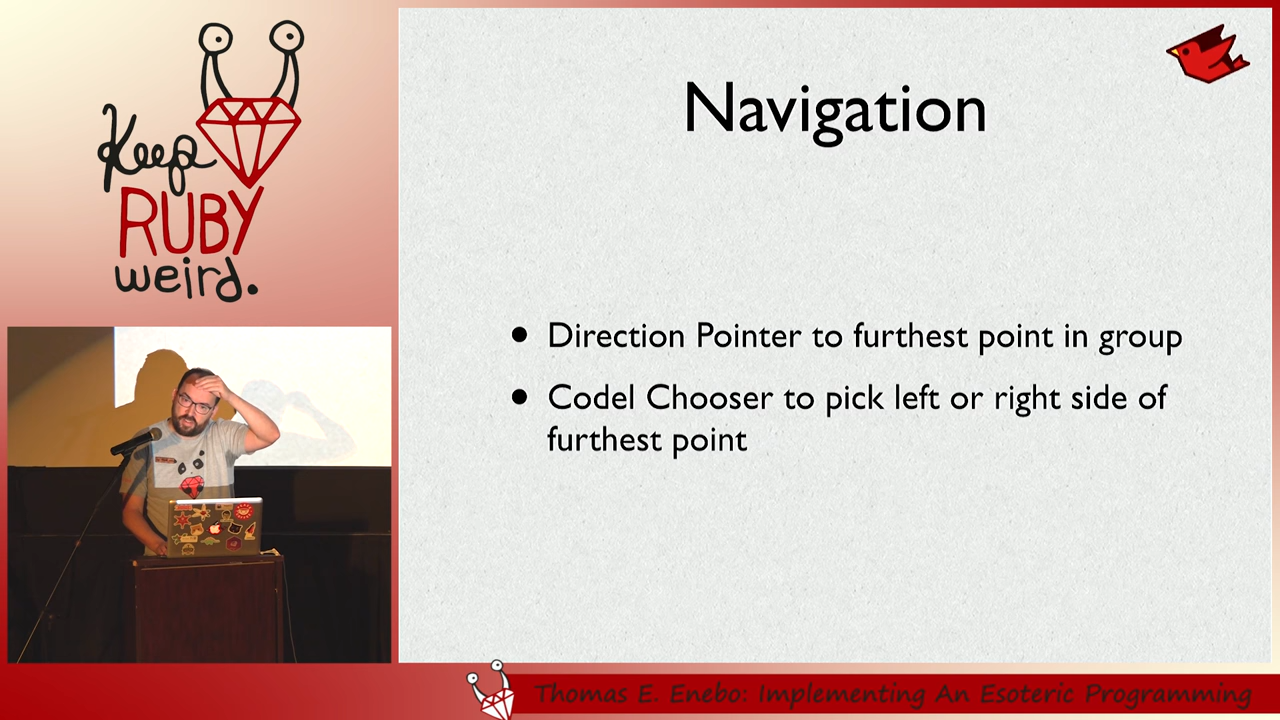 Keep
RUBY
weird.
Navigation
• Direction Pointer to furthest point in group
• Codel Chooser to pick left or right side of
furthest point
Thomas E. Enebo: Implementing An Esoteric Programming